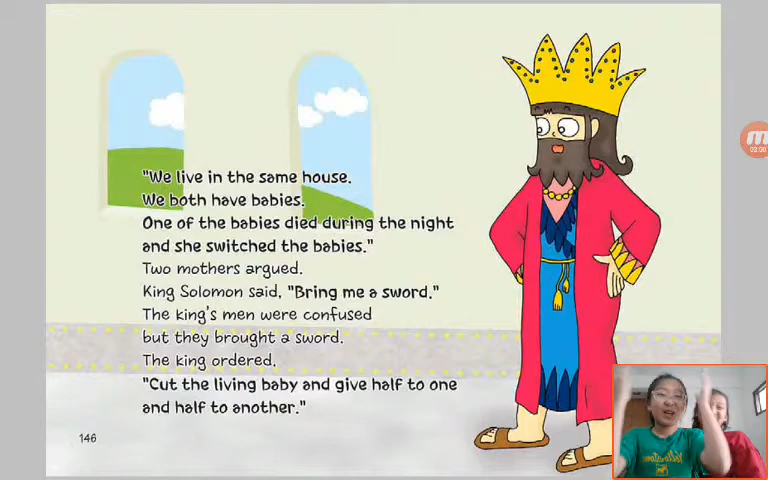 "We live in the same house.
We both have babies.
One of the babies died during the night
and she switched the babies."
Two mothers argued.
King Solomon said, "Bring me a sword."
The king's men were confused
but they brought a sword.
The king ordered.
"Cut the living baby and give half to one
and half to another."
146